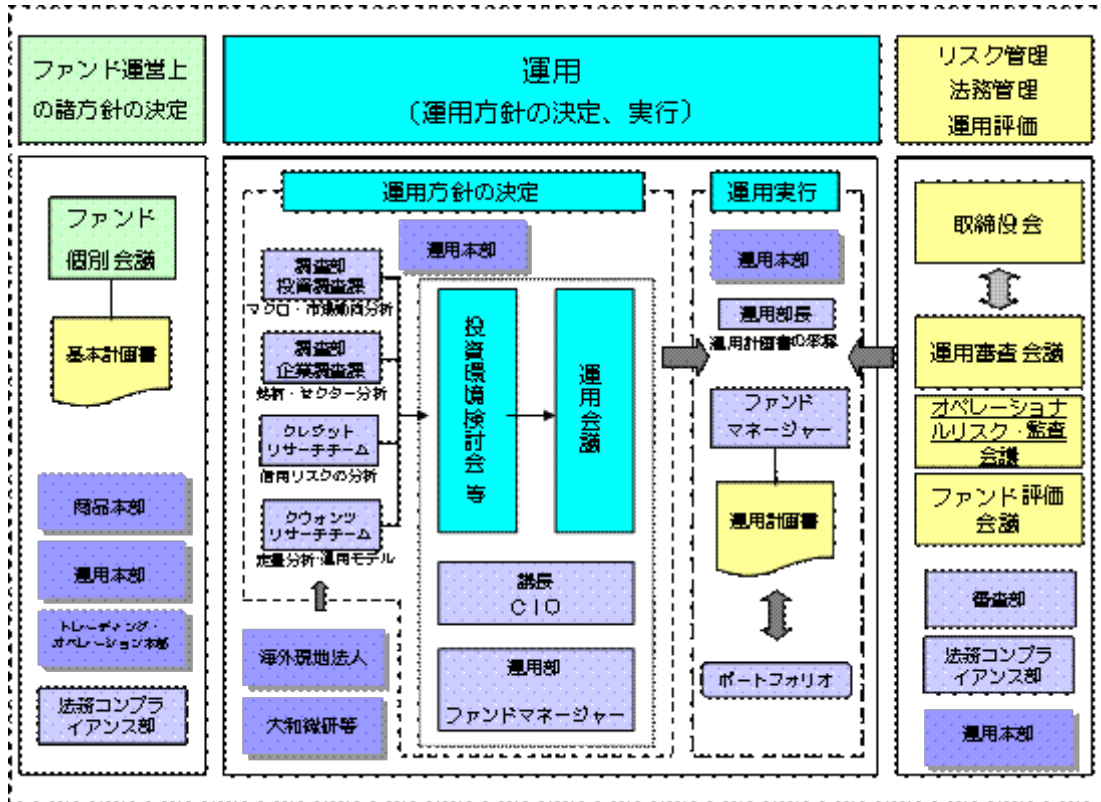 ファンド運営上
の諸方針の決定
運用
（運用方針の決定、実行）
リスク管理
法務管理
運用評価
ファンド
個別会議
基本計画書
商品本部
運用本部
トレーディング・
オペレーション本部
法務コンプラ
イアンス部
運用方針の決定
運用本部
調査部
投資調査課
マクロ・市場動向分析
調査部
企業調査課
銘柄・セクター分析
クレジット
リサーチチーム
信用リスクの分析
クウォンツ
リサーチチーム
定量分析・運用モデル
海外現地法人
大和総研等
投資環境検討会 等
運用会議
議長
ＣＩＯ
運用部
ファンドマネージャー
運用実行
運用本部
運用部長
運用計画書の承認
ファンド
マネージャー
運用計画書
ポートフォリオ
取締役会
運用審査会議
オペレーショナ
ルリスク・監査
会議
ファンド評価
会議
審査部
法務コンプラ
イアンス部
運用本部